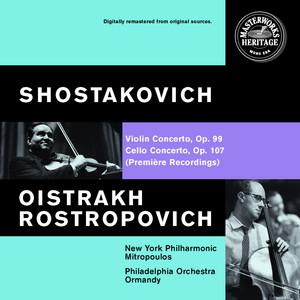 Digitally remastered from original sources.
MASTERWORKS
HERITAGE
SHOSTAKOVICH
Violin Concerto, Op. 99
Cello Concerto, Op. 107
(Première Recordings)
OISTRAKH
ROSTROPOVICH
New York Philharmonic
Mitropoulos
Philadelphia Orchestra
Ormandy